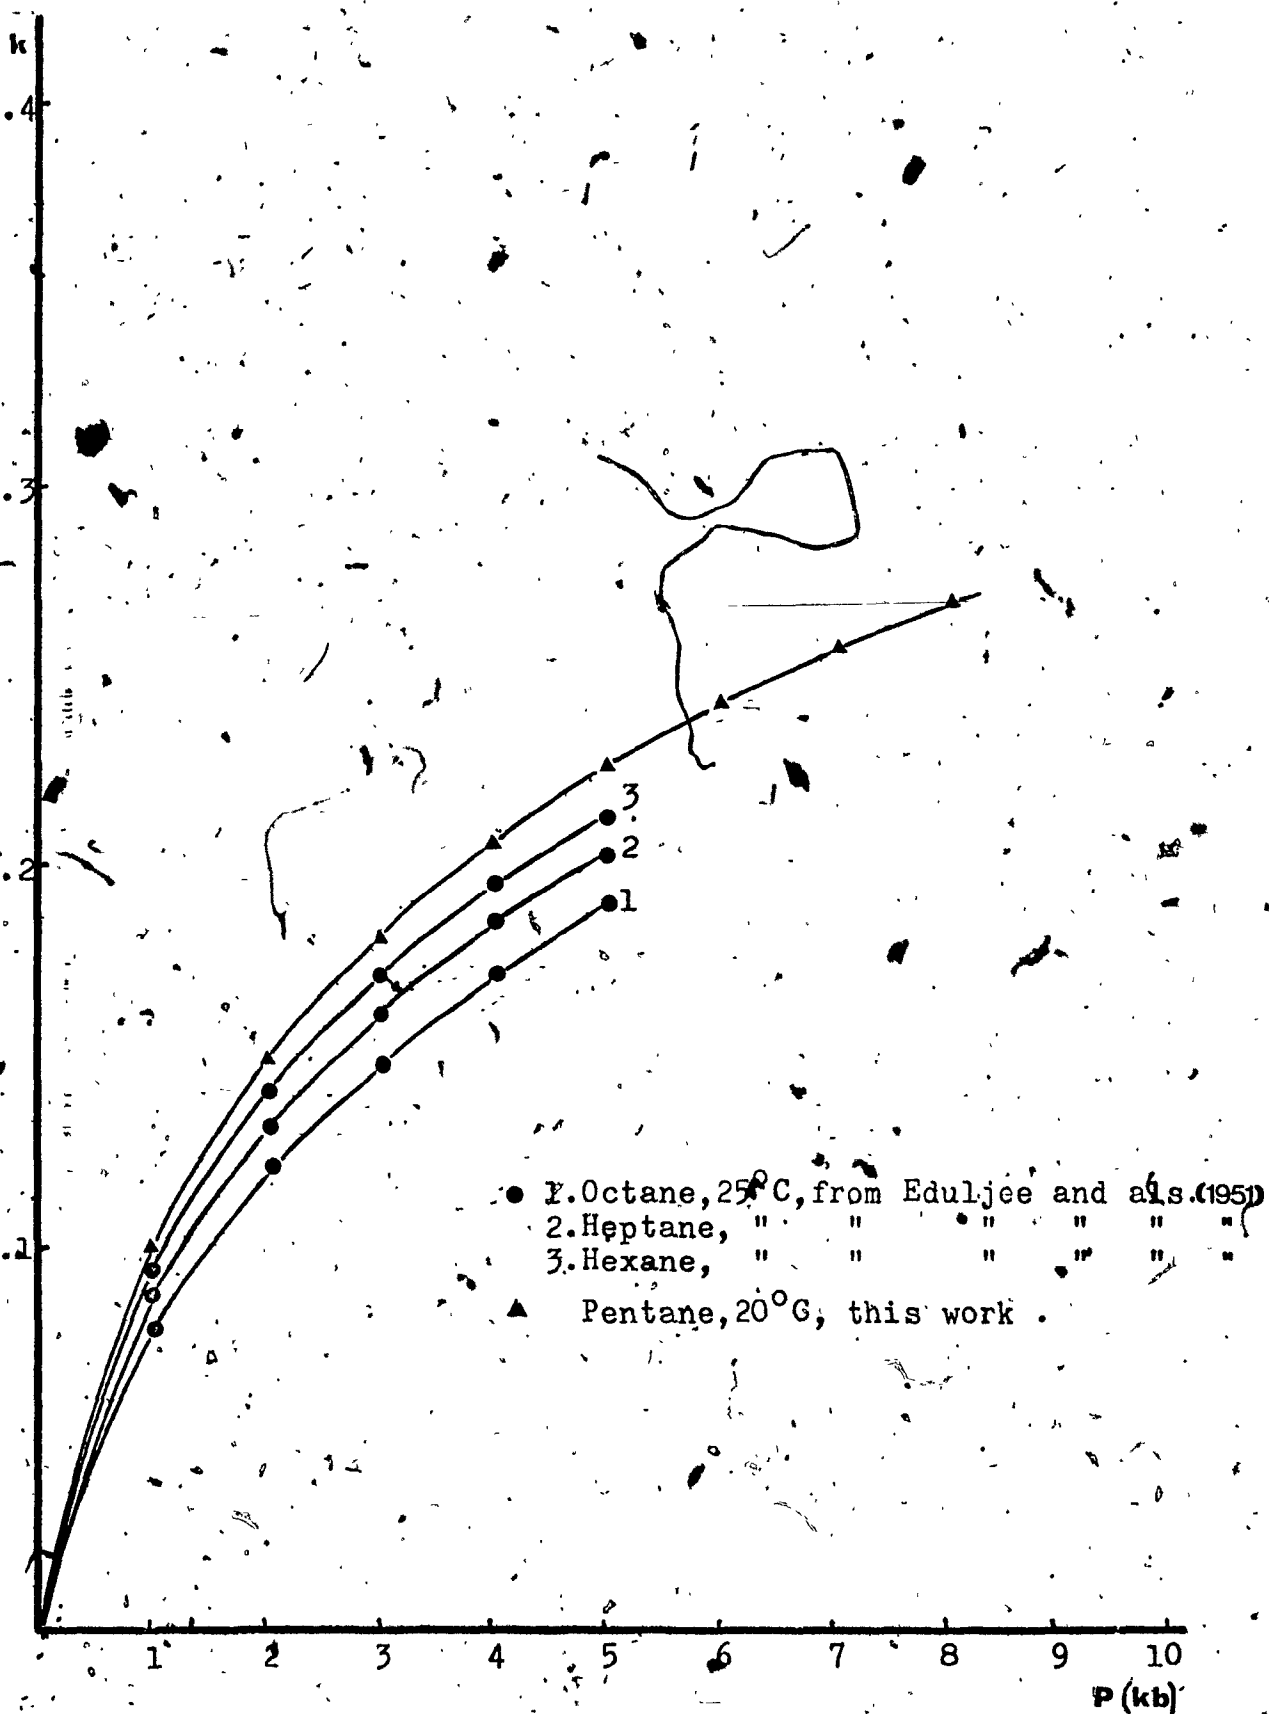 k
.4
.3
.2
.1
3
2
1
1.Octane, 25°C, from Eduljee and als.(1951)
2.Heptane, " " " " " "
3.Hexane, " " " " " "
Pentane, 20°C, this work .
1 2 3 4 5 6 7 8 9 10
P (kb)